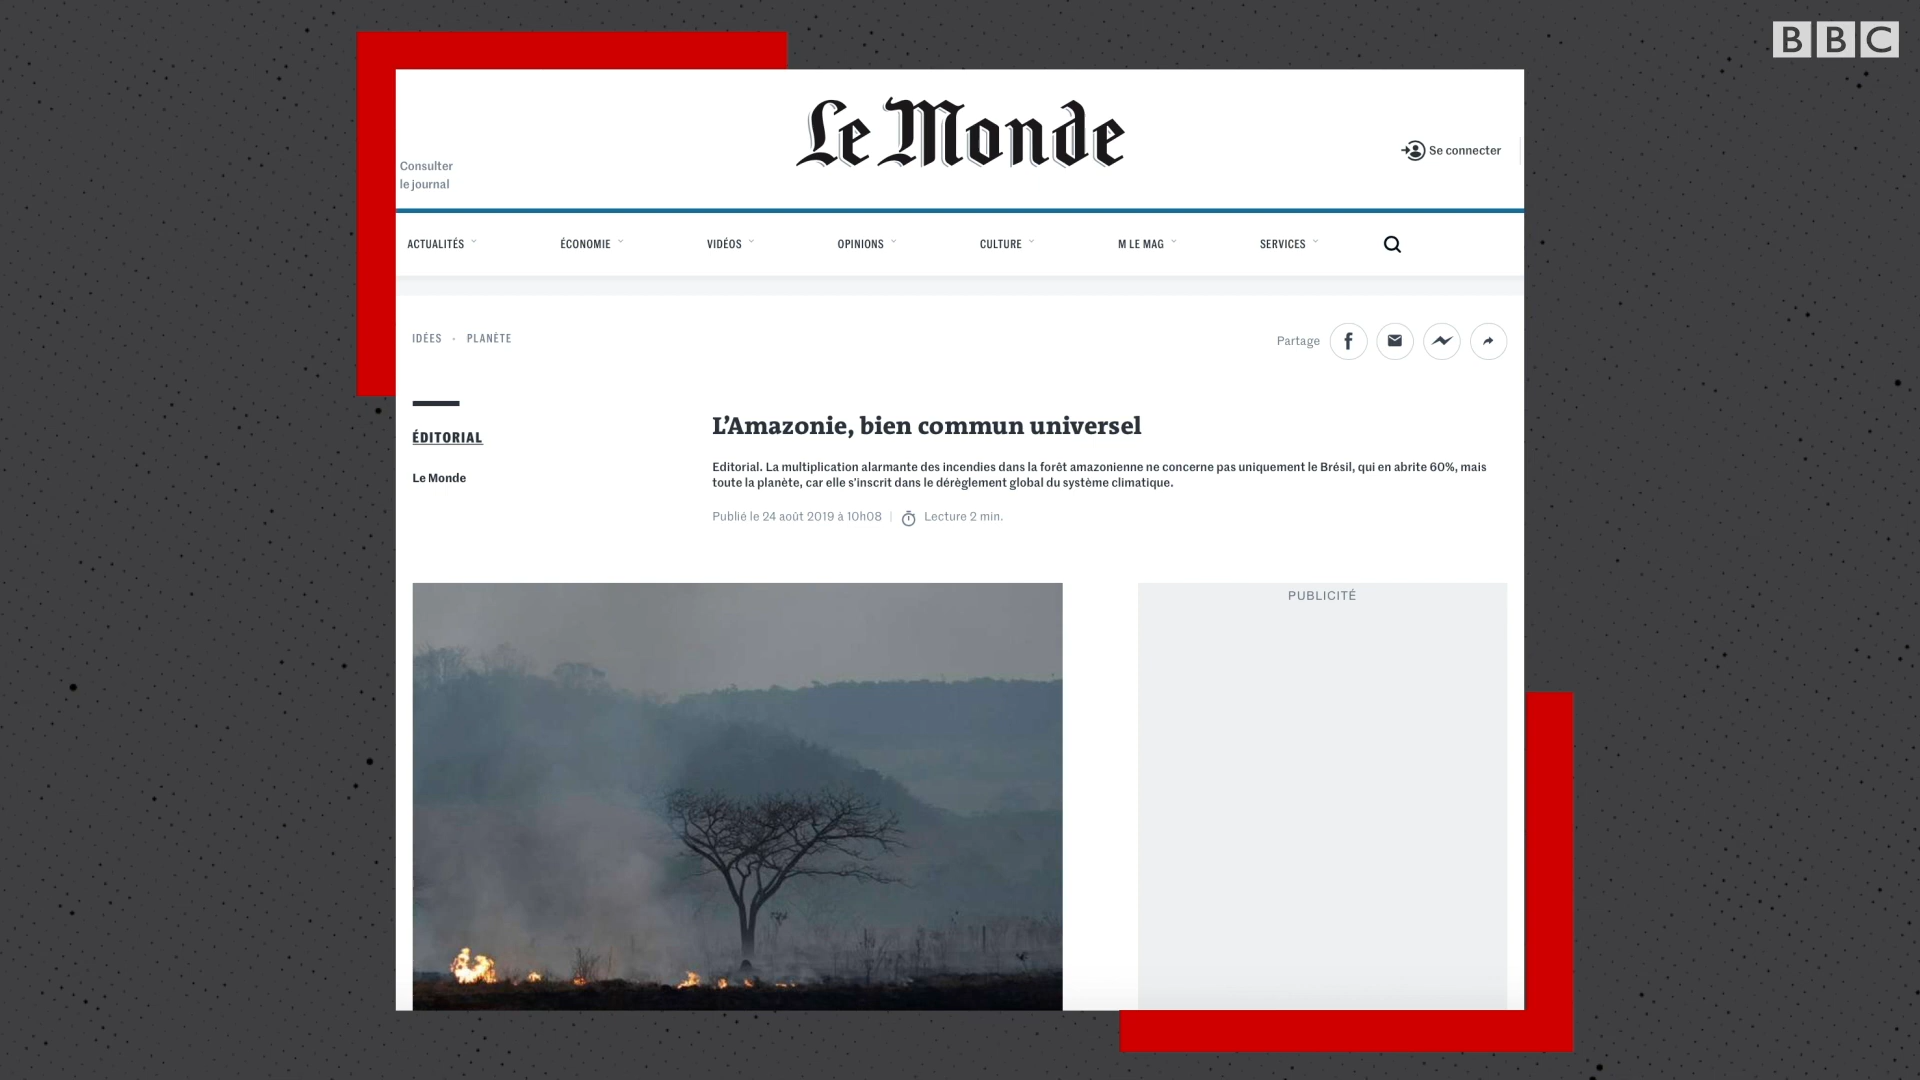 BBC
Le Monde
Consulter
le journal
Se connecter
ACTUALITÉS ÉCONOMIE VIDÉOS OPINIONS CULTURE M LE MAG SERVICES
IDÉES · PLANÈTE
Partage
ÉDITORIAL
Le Monde
L’Amazonie, bien commun universel
Editorial. La multiplication alarmante des incendies dans la forêt amazonienne ne concerne pas uniquement le Brésil, qui en abrite 60%, mais
toute la planète, car elle s’inscrit dans le dérèglement global du système climatique.
Publié le 24 août 2019 à 10h08 | Lecture 2 min.
PUBLICITÉ